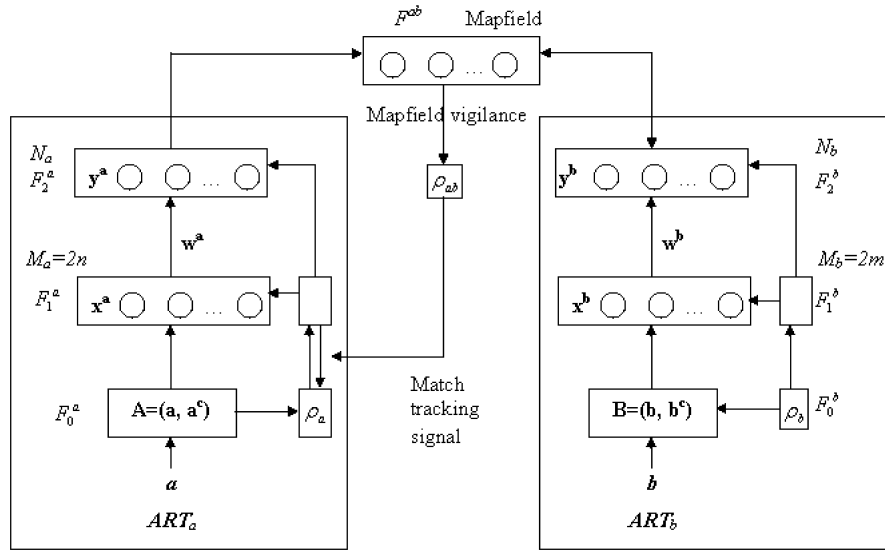 F^ab Mapfield
... 
Mapfield vigilance
ρ_ab
Match
tracking
signal
N_a
F_2^a
y^a ...
w^a
M_a=2n
F_1^a
x^a ...
F_0^a
A=(a, a^c)
ρ_a
a
ART_a
N_b
F_2^b
y^b ...
w^b
M_b=2m
F_1^b
x^b ...
B=(b, b^c)
ρ_b
F_0^b
b
ART_b